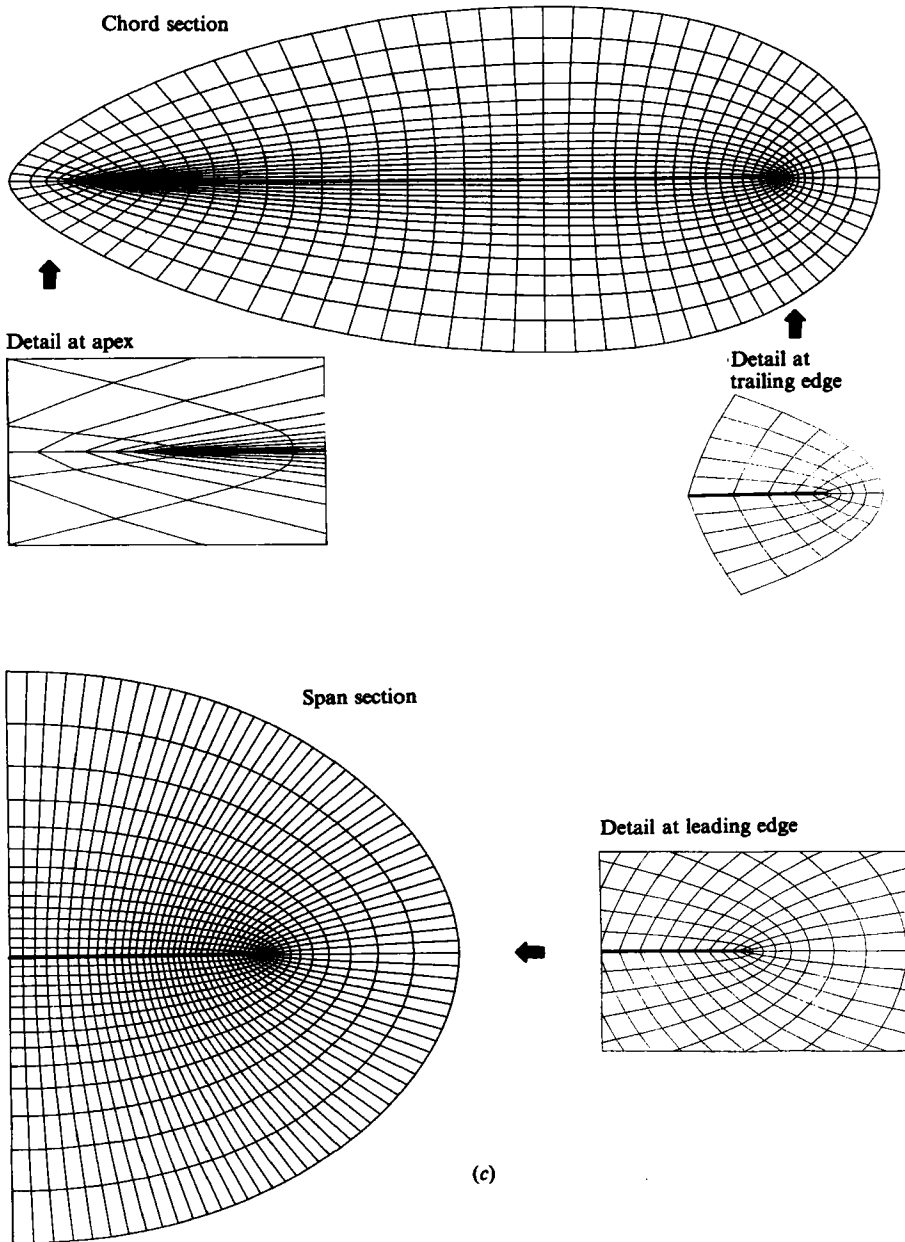 Chord section
Detail at apex
Detail at
trailing edge
Span section
Detail at leading edge
(c)